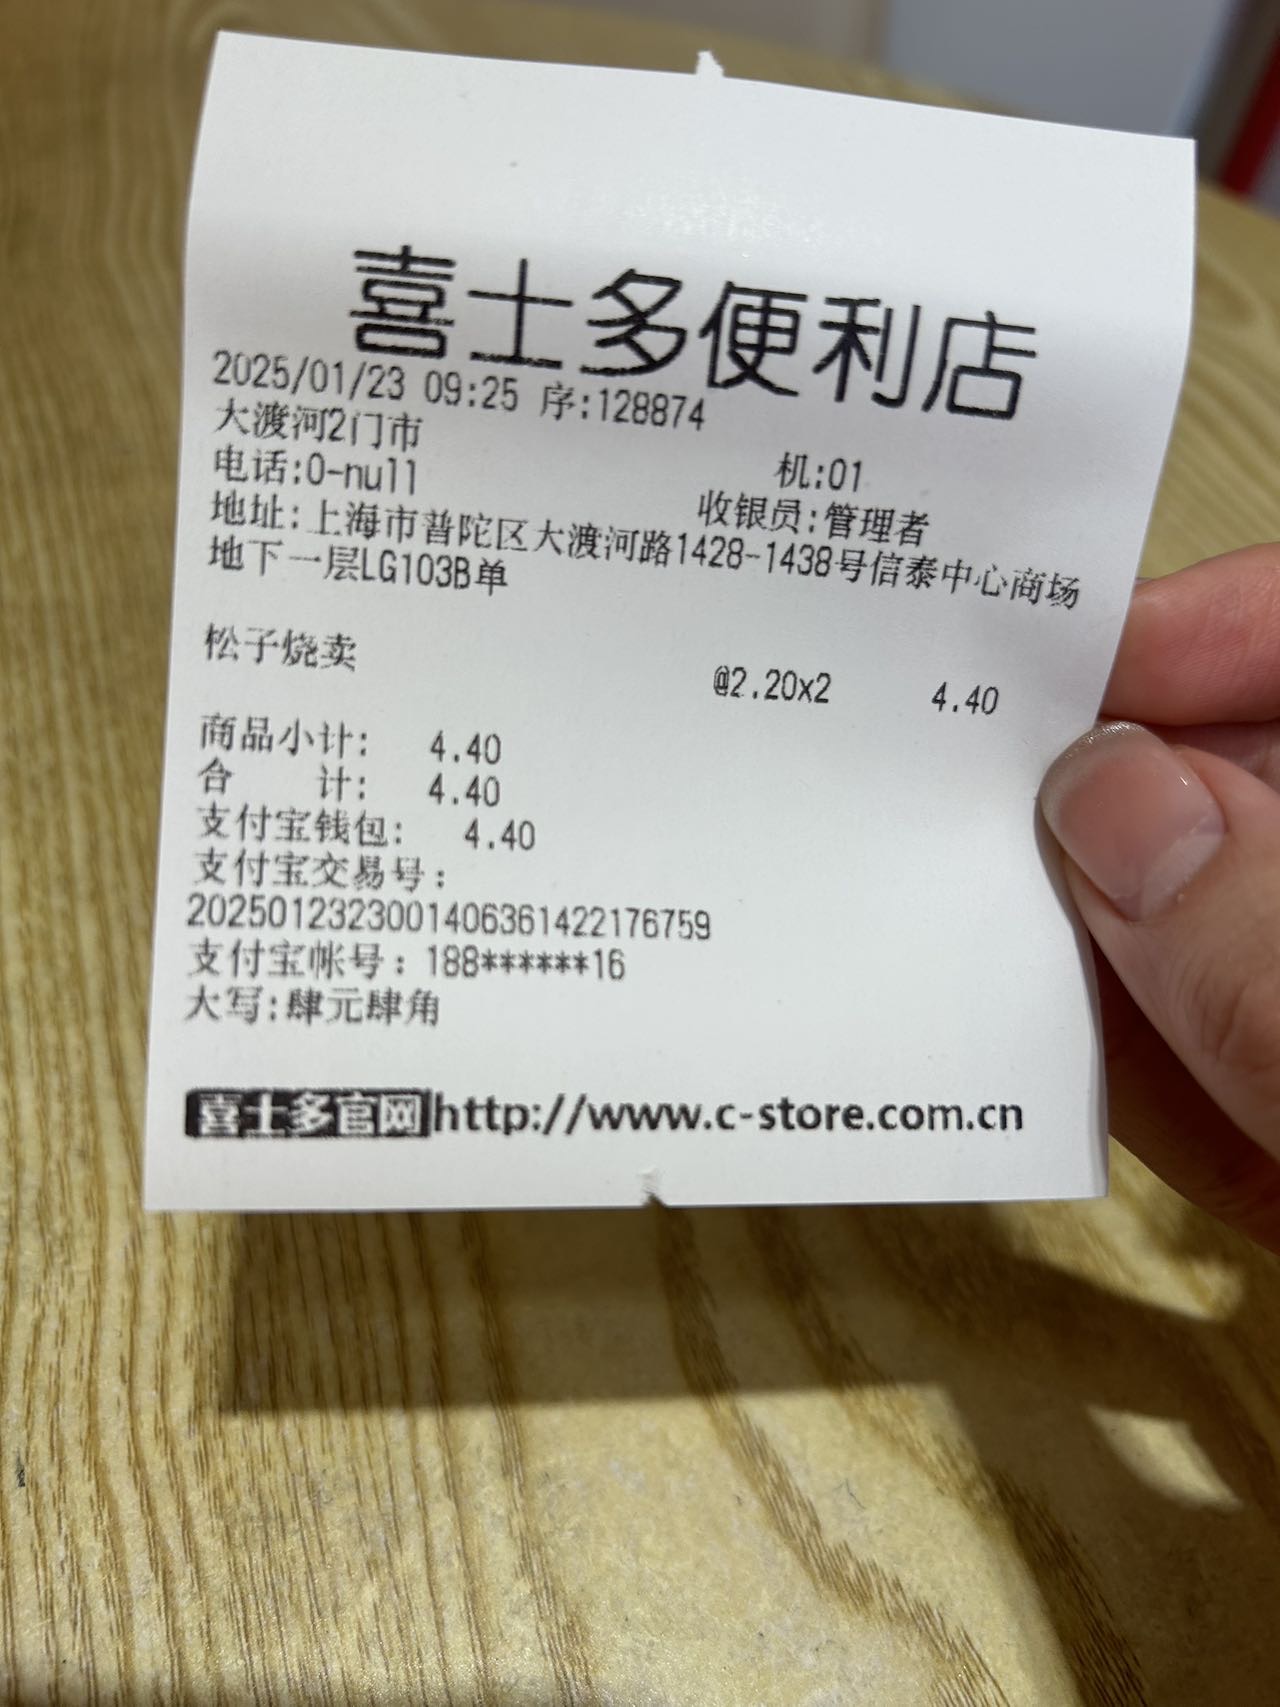 喜士多便利店
2025/01/23 09:25 序:128874
大渡河2门市 机:01
电话:0-null 收银员:管理者
地址:上海市普陀区大渡河路1428-1438号信泰中心商场
地下一层LG103B单
松子烧卖
@2.20x2 4.40
商品小计: 4.40
合 计: 4.40
支付宝钱包: 4.40
支付宝交易号:
2025012323001406361422176759
支付宝帐号:188******16
大写:肆元肆角
喜士多官网http://www.c-store.com.cn